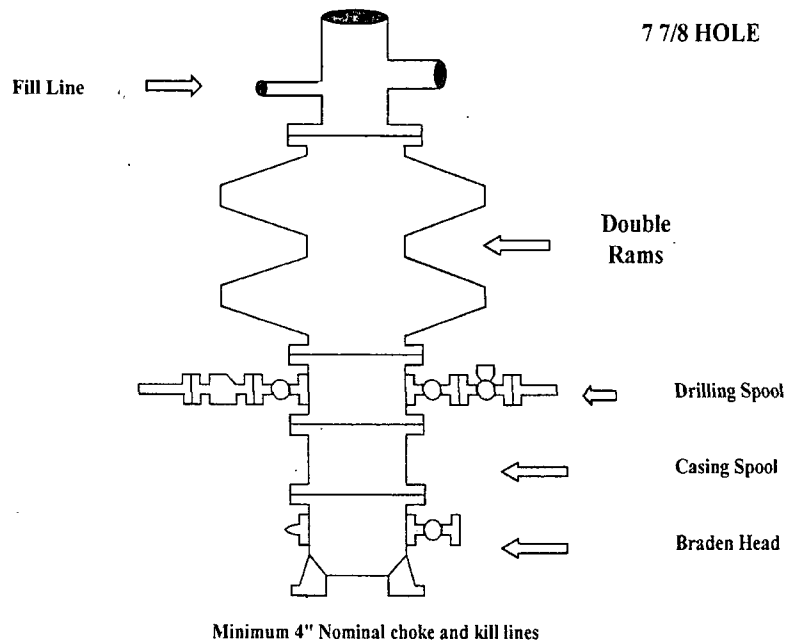 7 7/8 HOLE
Fill Line
Double
Rams
Drilling Spool
Casing Spool
Braden Head
Minimum 4" Nominal choke and kill lines